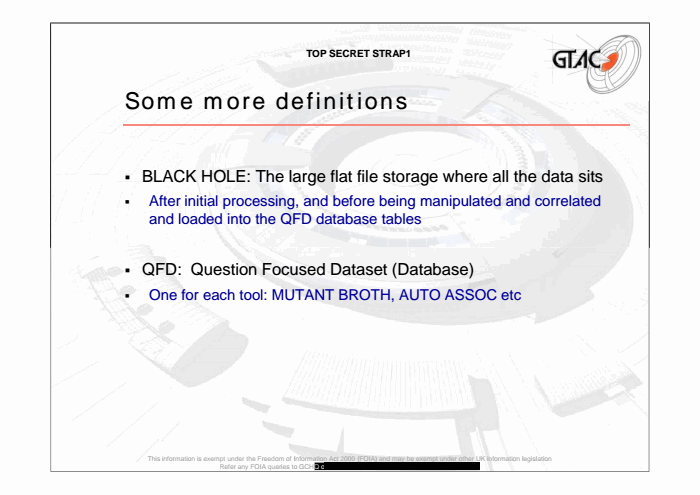 TOP SECRET STRAP1
GTAC
Some more definitions
▪ BLACK HOLE: The large flat file storage where all the data sits
▪ After initial processing, and before being manipulated and correlated
and loaded into the QFD database tables
▪ QFD: Question Focused Dataset (Database)
▪ One for each tool: MUTANT BROTH, AUTO ASSOC etc
This information is exempt under the Freedom of Information Act 2000 (FOIA) and may be exempt under other UK information legislation
Refer any FOIA queries to GCHQ